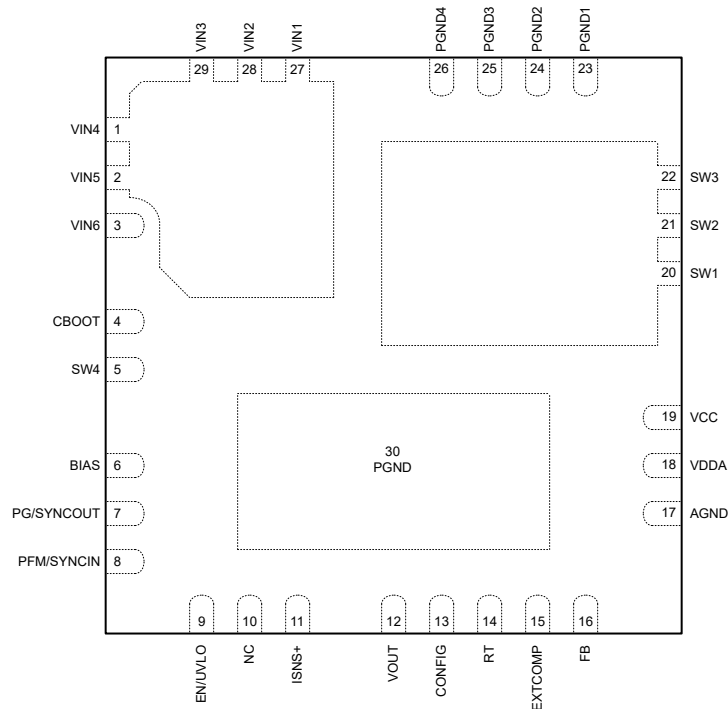 VIN3
VIN2
VIN1
PGND4
PGND3
PGND2
PGND1
29
28
27
26
25
24
23
VIN4 1
VIN5 2
VIN6 3
CBOOT 4
SW4 5
BIAS 6
PG/SYNCOUT 7
PFM/SYNCIN 8
22 SW3
21 SW2
20 SW1
19 VCC
18 VDDA
17 AGND
30
PGND
9
10
11
12
13
14
15
16
EN/UVLO
NC
ISNS+
VOUT
CONFIG
RT
EXTCOMP
FB